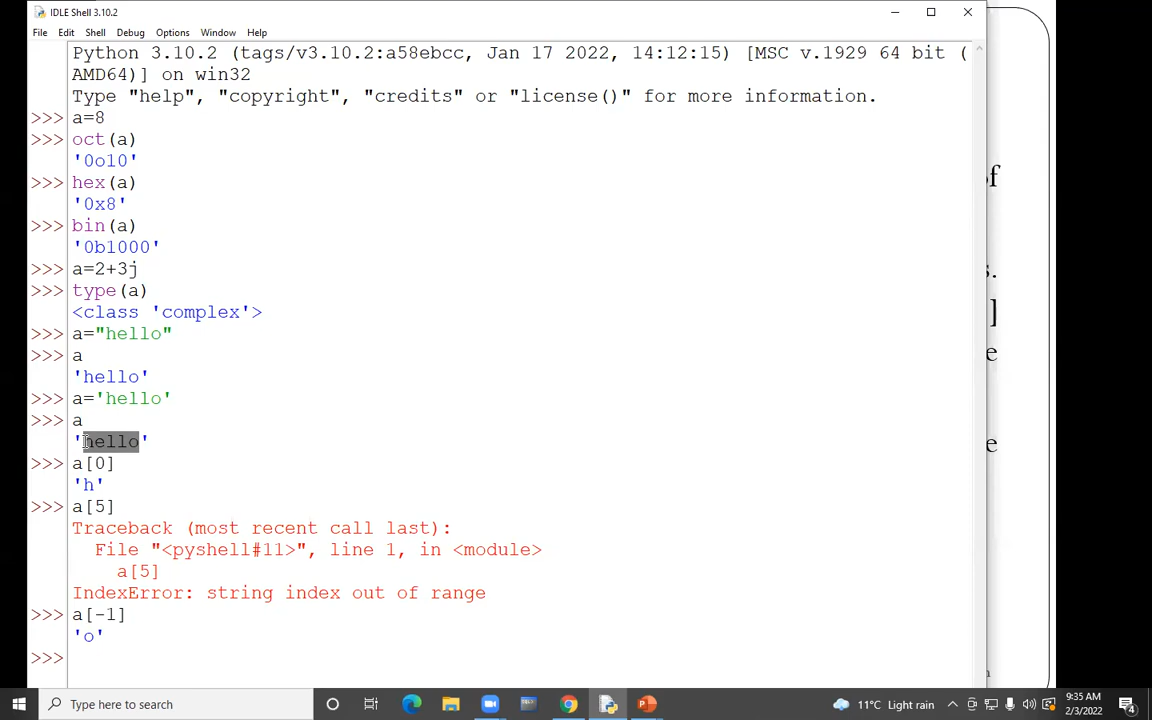 IDLE Shell 3.10.2
File Edit Shell Debug Options Window Help
Python 3.10.2 (tags/v3.10.2:a58ebcc, Jan 17 2022, 14:12:15) [MSC v.1929 64 bit (
AMD64)] on win32
Type "help", "copyright", "credits" or "license()" for more information.
>>> a=8
>>> oct(a)
'0o10'
>>> hex(a)
'0x8'
>>> bin(a)
'0b1000'
>>> a=2+3j
>>> type(a)
<class 'complex'>
>>> a="hello"
>>> a
'hello'
>>> a='hello'
>>> a
'hello'
>>> a[0]
'h'
>>> a[5]
Traceback (most recent call last):
File "<pyshell#11>", line 1, in <module>
a[5]
IndexError: string index out of range
>>> a[-1]
'o'
>>>
of
s.
]
e
e
n
Type here to search
11°C Light rain
9:35 AM
2/3/2022
4